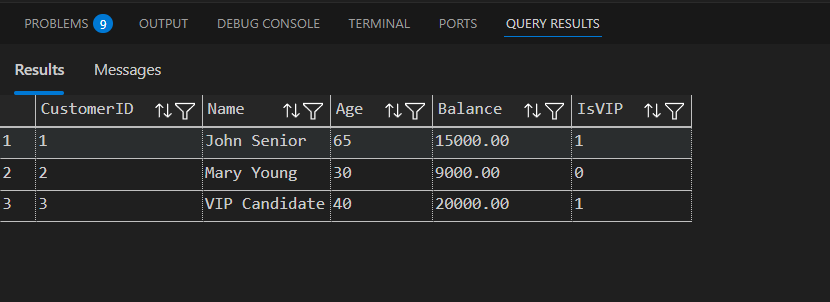 PROBLEMS 9 OUTPUT DEBUG CONSOLE TERMINAL PORTS QUERY RESULTS
Results Messages
CustomerID Name Age Balance IsVIP
1 1 John Senior 65 15000.00 1
2 2 Mary Young 30 9000.00 0
3 3 VIP Candidate 40 20000.00 1